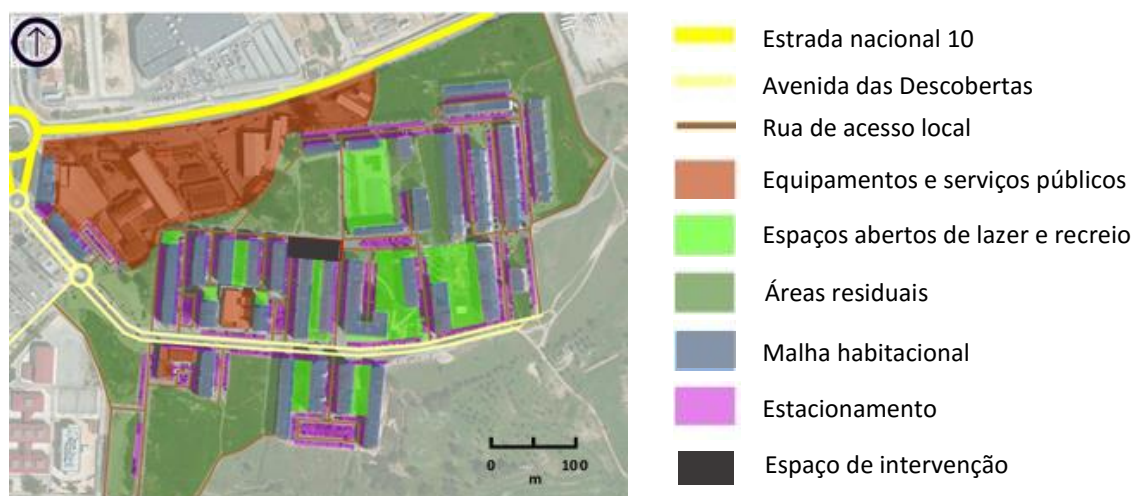 Estrada nacional 10
Avenida das Descobertas
Rua de acesso local
Equipamentos e serviços públicos
Espaços abertos de lazer e recreio
Áreas residuais
Malha habitacional
Estacionamento
Espaço de intervenção
0 100
m